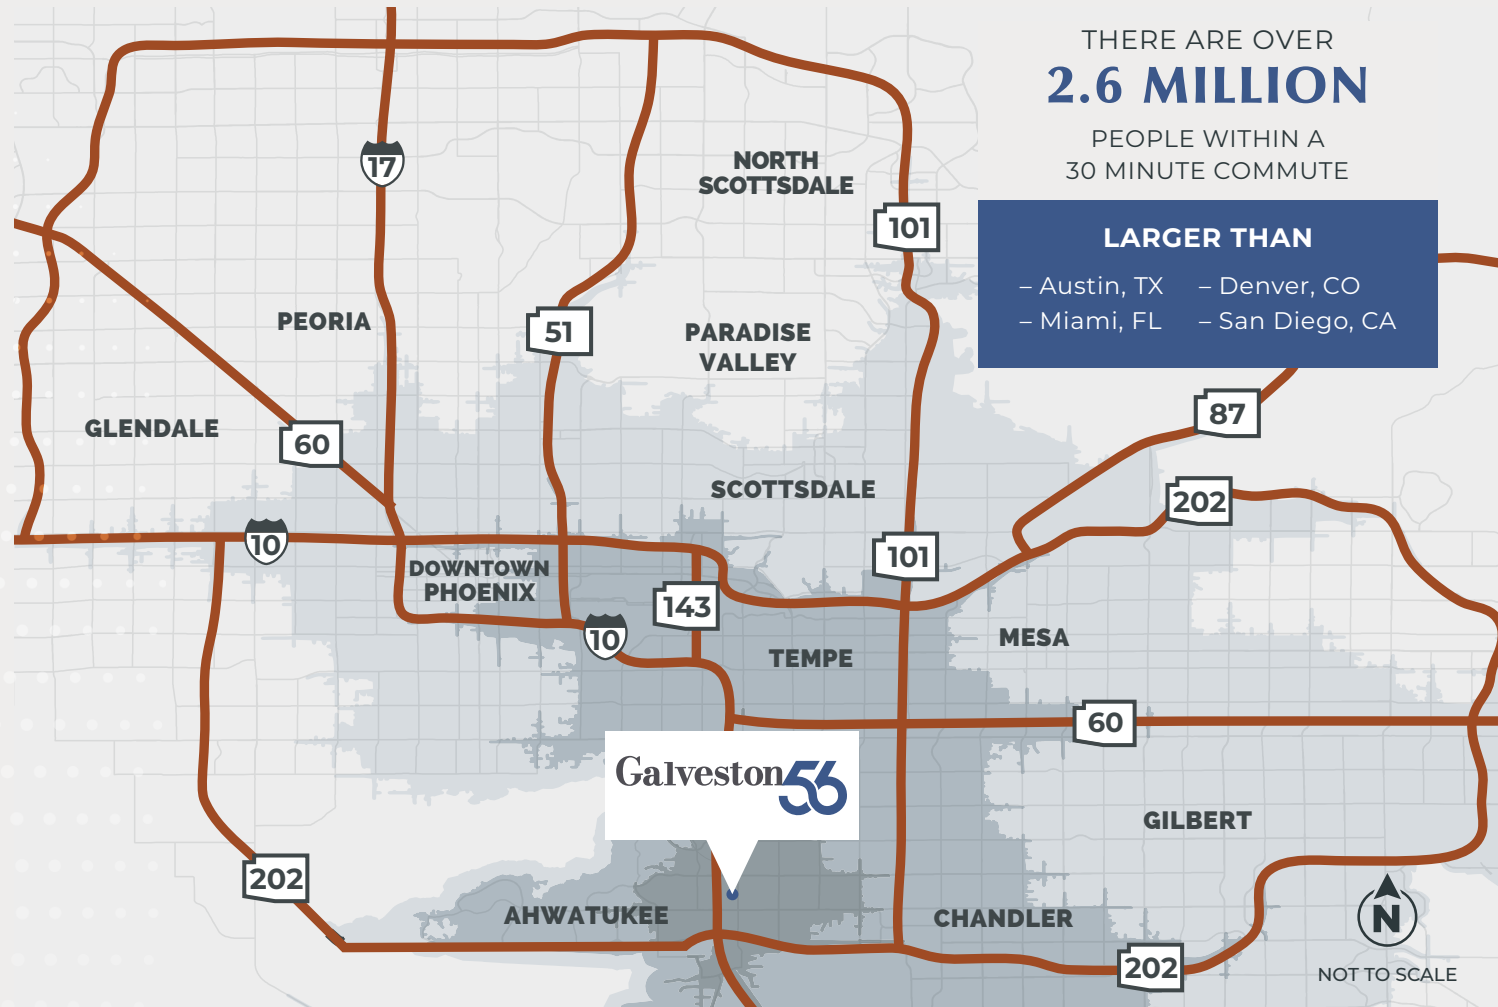 THERE ARE OVER
2.6 MILLION
PEOPLE WITHIN A
30 MINUTE COMMUTE
LARGER THAN
– Austin, TX
– Denver, CO
– Miami, FL
– San Diego, CA
17
NORTH
SCOTTSDALE
101
PEORIA
51
PARADISE
VALLEY
87
GLENDALE
60
SCOTTSDALE
202
10
101
DOWNTOWN
PHOENIX
143
10
MESA
TEMPE
60
Galveston 56
GILBERT
202
AHWATUKEE
CHANDLER
N
202
NOT TO SCALE